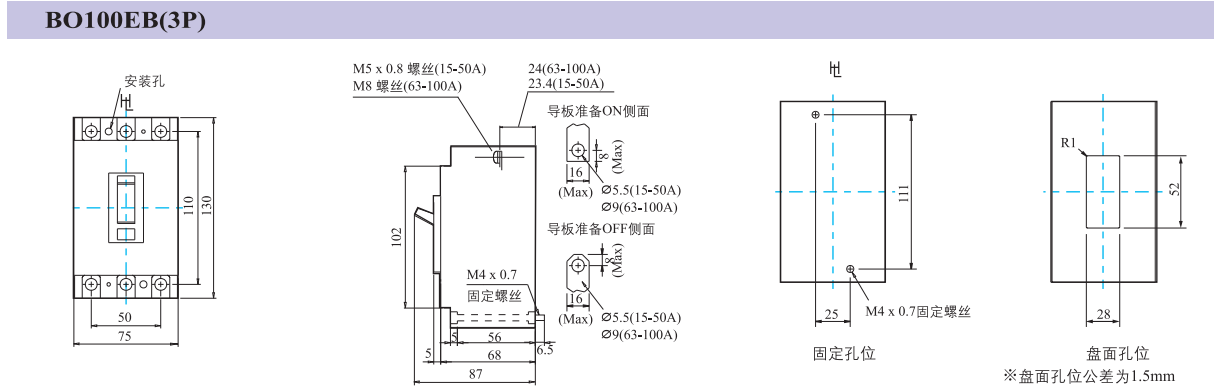 BO100EB(3P)
安装孔
HL
110
130
50
75
M5 x 0.8 螺丝(15-50A)
M8 螺丝(63-100A)
24(63-100A)
23.4(15-50A)
导板准备ON侧面
8
(Max)
16
(Max)
Ø5.5(15-50A)
Ø9(63-100A)
导板准备OFF侧面
8
(Max)
16
(Max)
Ø5.5(15-50A)
Ø9(63-100A)
102
M4 x 0.7
固定螺丝
5
56
6.5
5
68
87
HL
111
25
M4 x 0.7固定螺丝
固定孔位
R1
52
28
盘面孔位
※盘面孔位公差为1.5mm